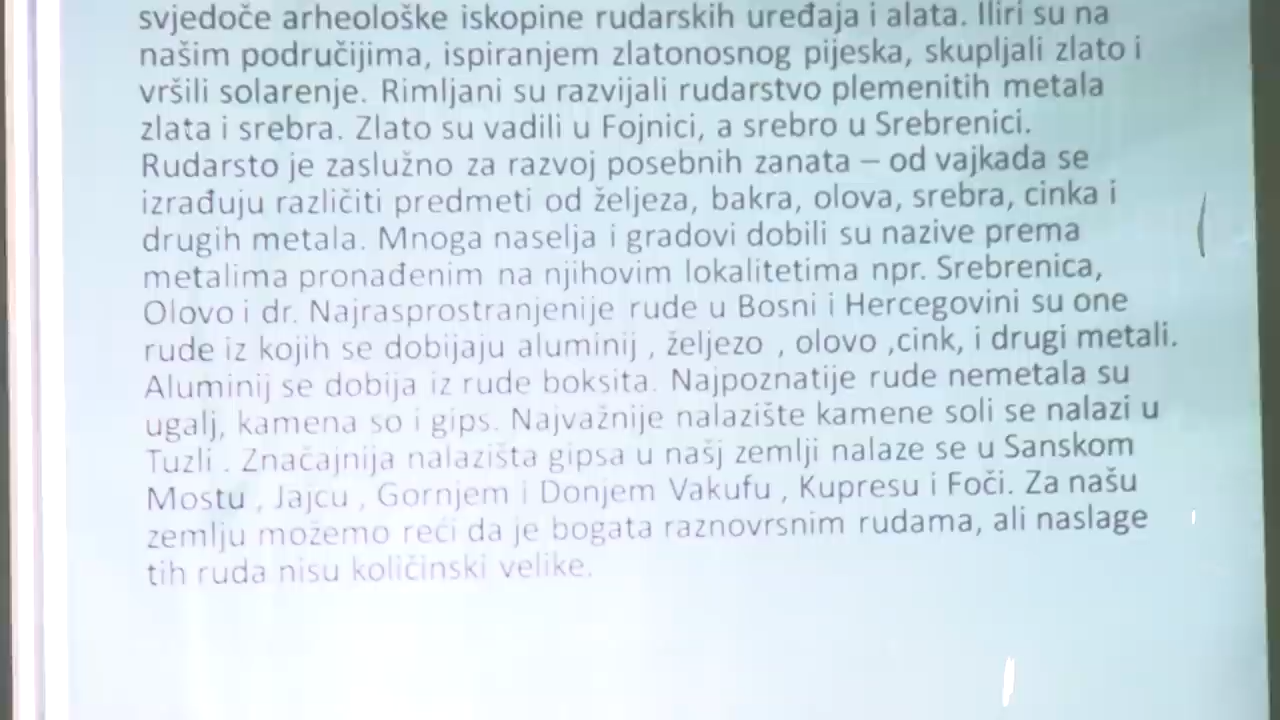 svjedoče arheološke iskopine rudarskih uređaja i alata. Iliri su na
našim područijima, ispiranjem zlatonosnog pijeska, skupljali zlato i
vršili solarenje. Rimljani su razvijali rudarstvo plemenitih metala
zlata i srebra. Zlato su vadili u Fojnici, a srebro u Srebrenici.
Rudarsto je zaslužno za razvoj posebnih zanata – od vajkada se
izrađuju različiti predmeti od željeza, bakra, olova, srebra, cinka i
drugih metala. Mnoga naselja i gradovi dobili su nazive prema
metalima pronađenim na njihovim lokalitetima npr. Srebrenica,
Olovo i dr. Najrasprostranjenije rude u Bosni i Hercegovini su one
rude iz kojih se dobijaju aluminij , željezo , olovo ,cink, i drugi metali.
Aluminij se dobija iz rude boksita. Najpoznatije rude nemetala su
ugalj, kamena so i gips. Najvažnije nalazište kamene soli se nalazi u
Tuzli . Značajnija nalazišta gipsa u našj zemlji nalaze se u Sanskom
Mostu , Jajcu , Gornjem i Donjem Vakufu , Kupresu i Foči. Za našu
zemlju možemo reći da je bogata raznovrsnim rudama, ali naslage
tih ruda nisu količinski velike.